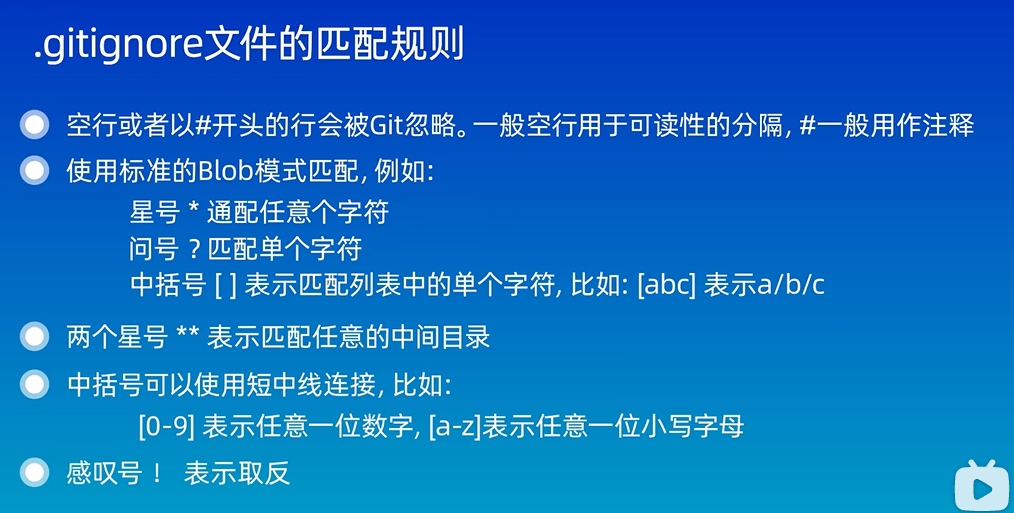 .gitignore文件的匹配规则
空行或者以#开头的行会被Git忽略。一般空行用于可读性的分隔, #一般用作注释
使用标准的Blob模式匹配, 例如:
星号 * 通配任意个字符
问号 ? 匹配单个字符
中括号 [ ] 表示匹配列表中的单个字符, 比如: [abc] 表示a/b/c
两个星号 ** 表示匹配任意的中间目录
中括号可以使用短中线连接, 比如:
[0-9] 表示任意一位数字, [a-z]表示任意一位小写字母
感叹号 ! 表示取反